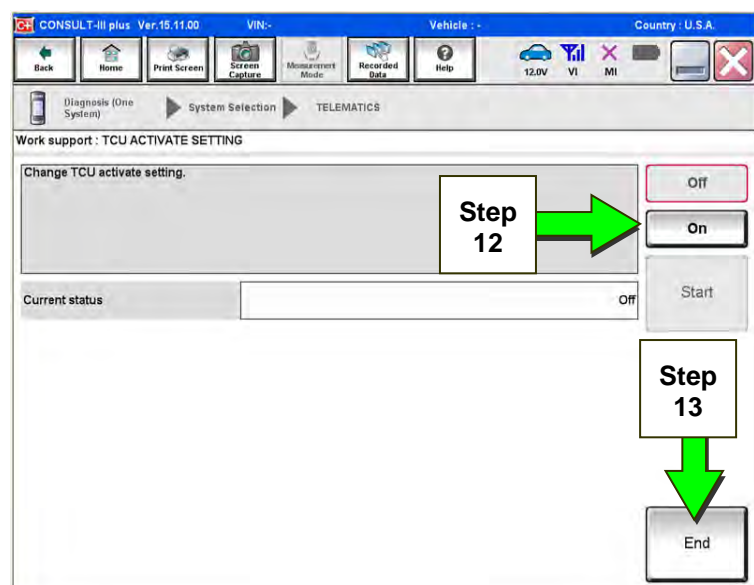 C+ CONSULT-III plus Ver.15.11.00 VIN:- Vehicle : - Country : U.S.A.
Back Home Print Screen Screen Capture Measurement Mode Recorded Data Help 12.0V VI MI
Diagnosis (One System) System Selection TELEMATICS
Work support : TCU ACTIVATE SETTING
Change TCU activate setting.
Off
Step 12
On
Current status Off
Start
Step 13
End